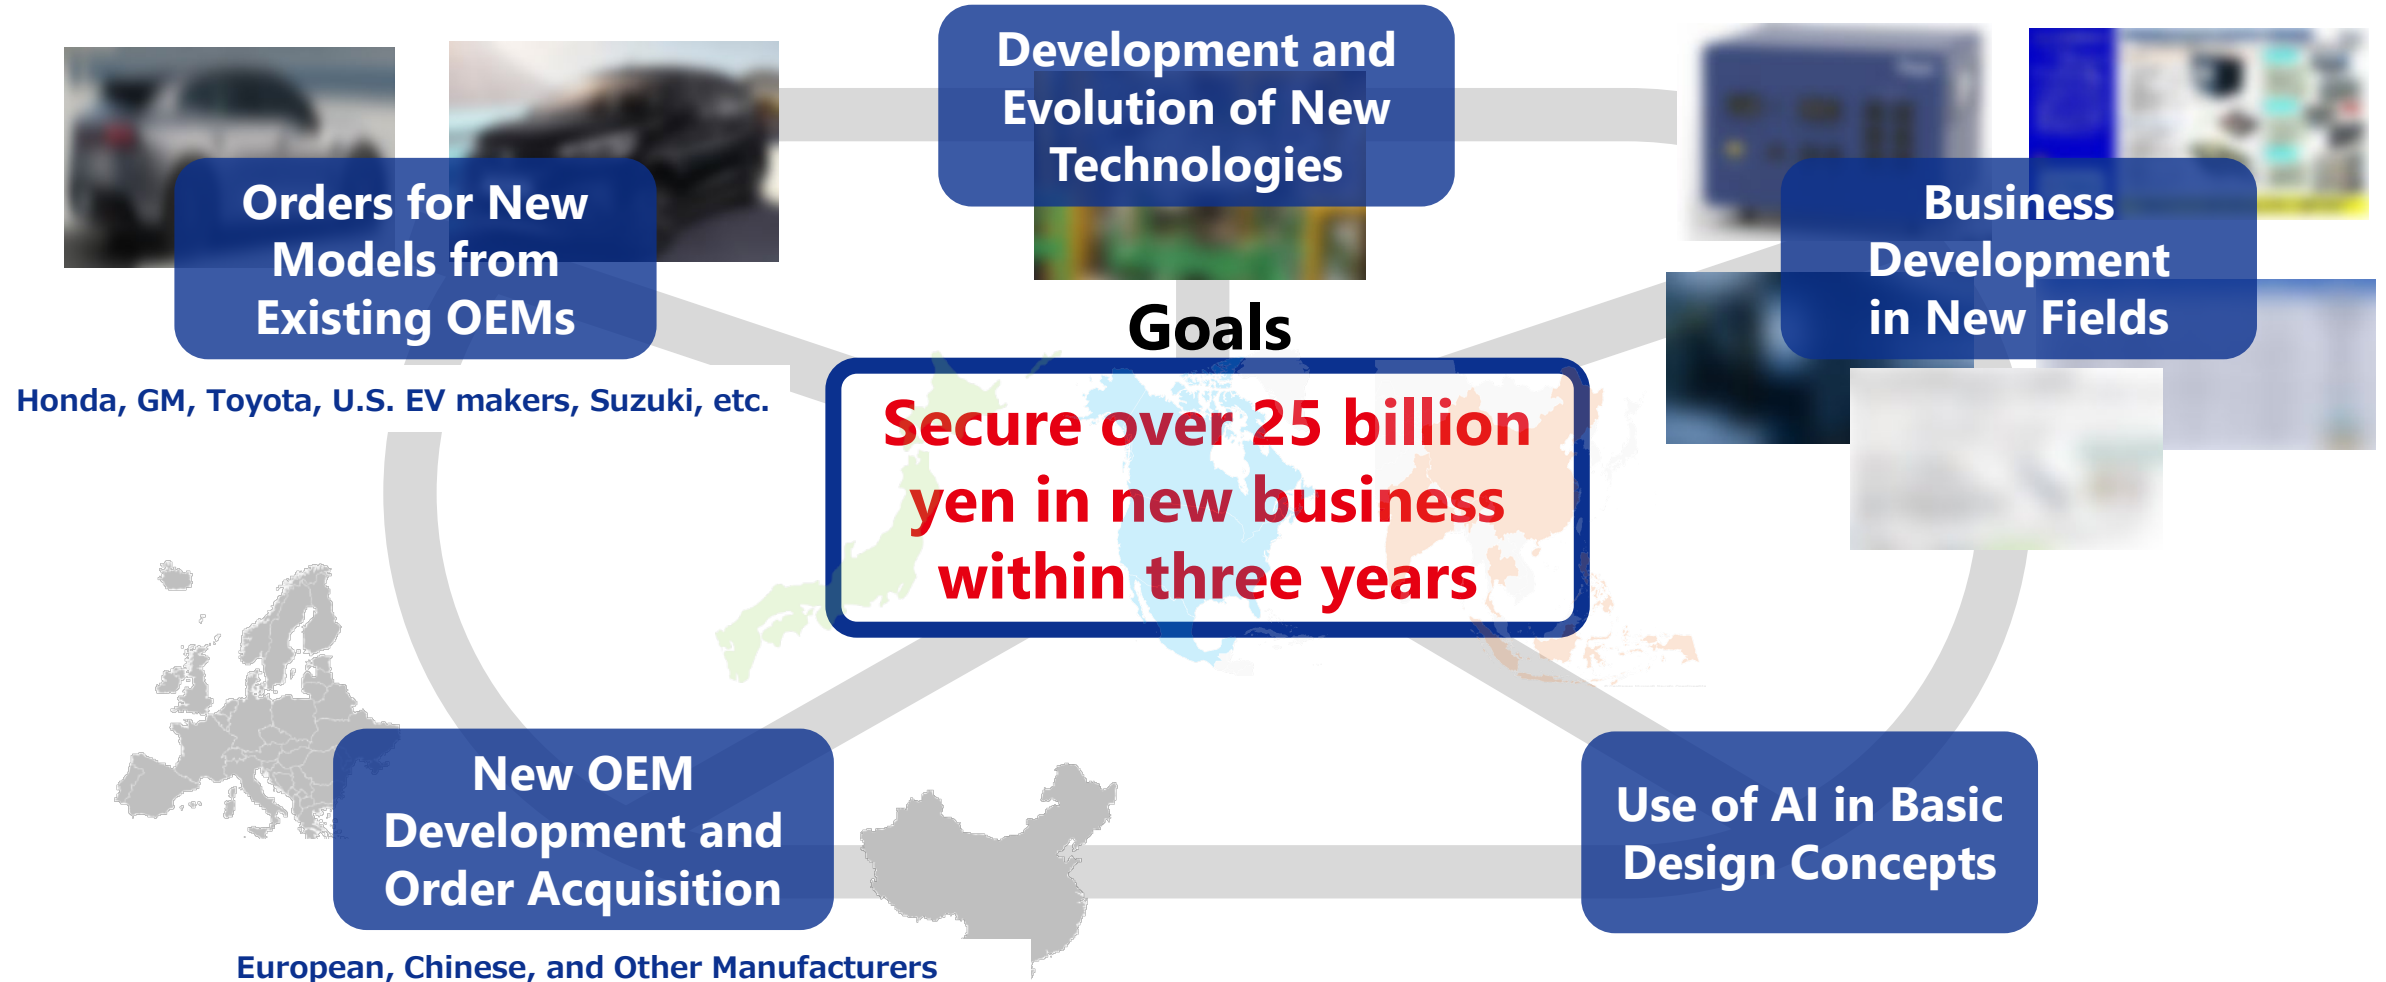 Development and
Evolution of New
Technologies
Orders for New
Models from
Existing OEMs
Honda, GM, Toyota, U.S. EV makers, Suzuki, etc.
Business
Development
in New Fields
Goals
Secure over 25 billion
yen in new business
within three years
New OEM
Development and
Order Acquisition
European, Chinese, and Other Manufacturers
Use of AI in Basic
Design Concepts